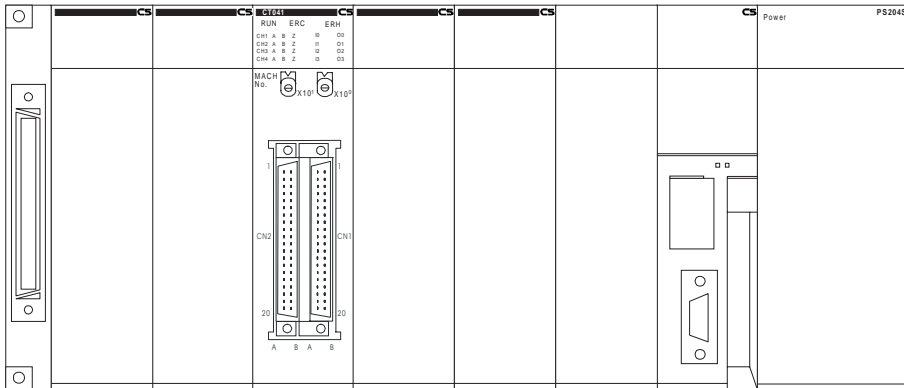 CS
CS
CT041 CS
RUN ERC ERH
CH1 A B Z I0 O0
CH2 A B Z I1 O1
CH3 A B Z I2 O2
CH4 A B Z I3 O3
MACH
No.
X10¹ X10⁰
1 1
CN2 CN1
20 20
A B A B
CS
CS
CS
Power PS204S